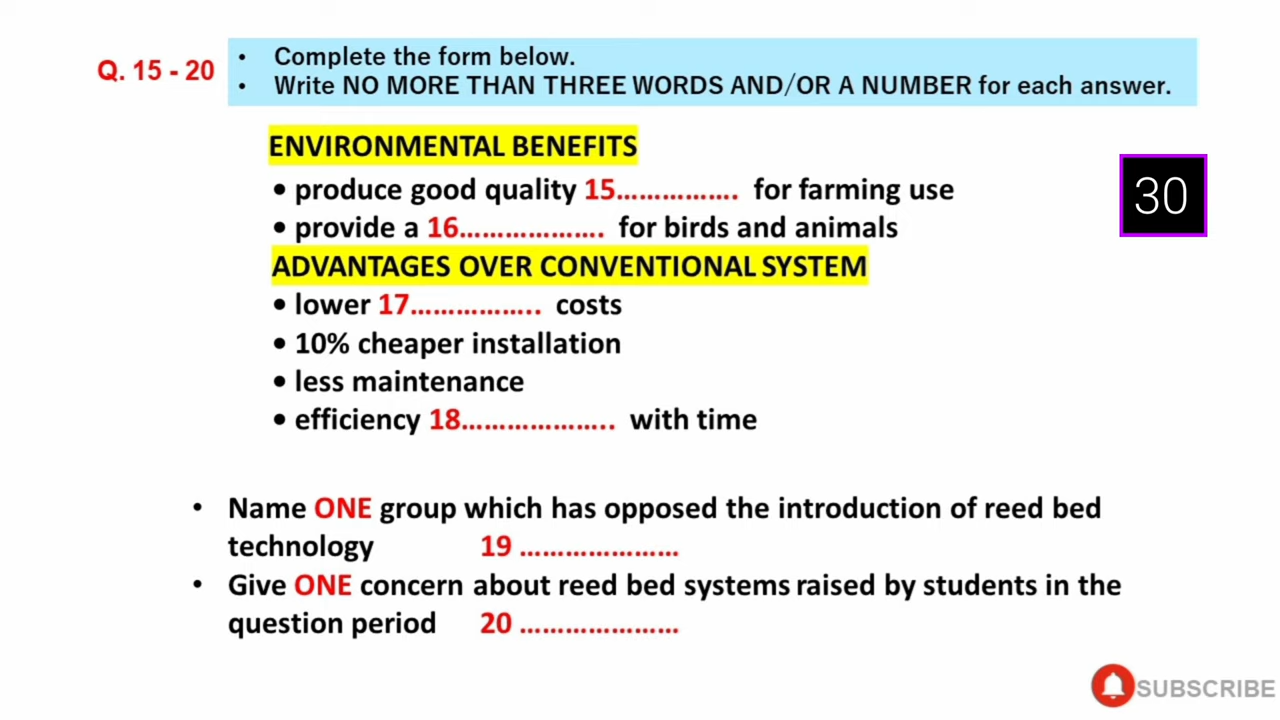 Q. 15 - 20
• Complete the form below.
• Write NO MORE THAN THREE WORDS AND/OR A NUMBER for each answer.
ENVIRONMENTAL BENEFITS
• produce good quality 15................ for farming use
30
• provide a 16................... for birds and animals
ADVANTAGES OVER CONVENTIONAL SYSTEM
• lower 17................. costs
• 10% cheaper installation
• less maintenance
• efficiency 18.................... with time
• Name ONE group which has opposed the introduction of reed bed
technology 19 .....................
• Give ONE concern about reed bed systems raised by students in the
question period 20 .....................
SUBSCRIBE